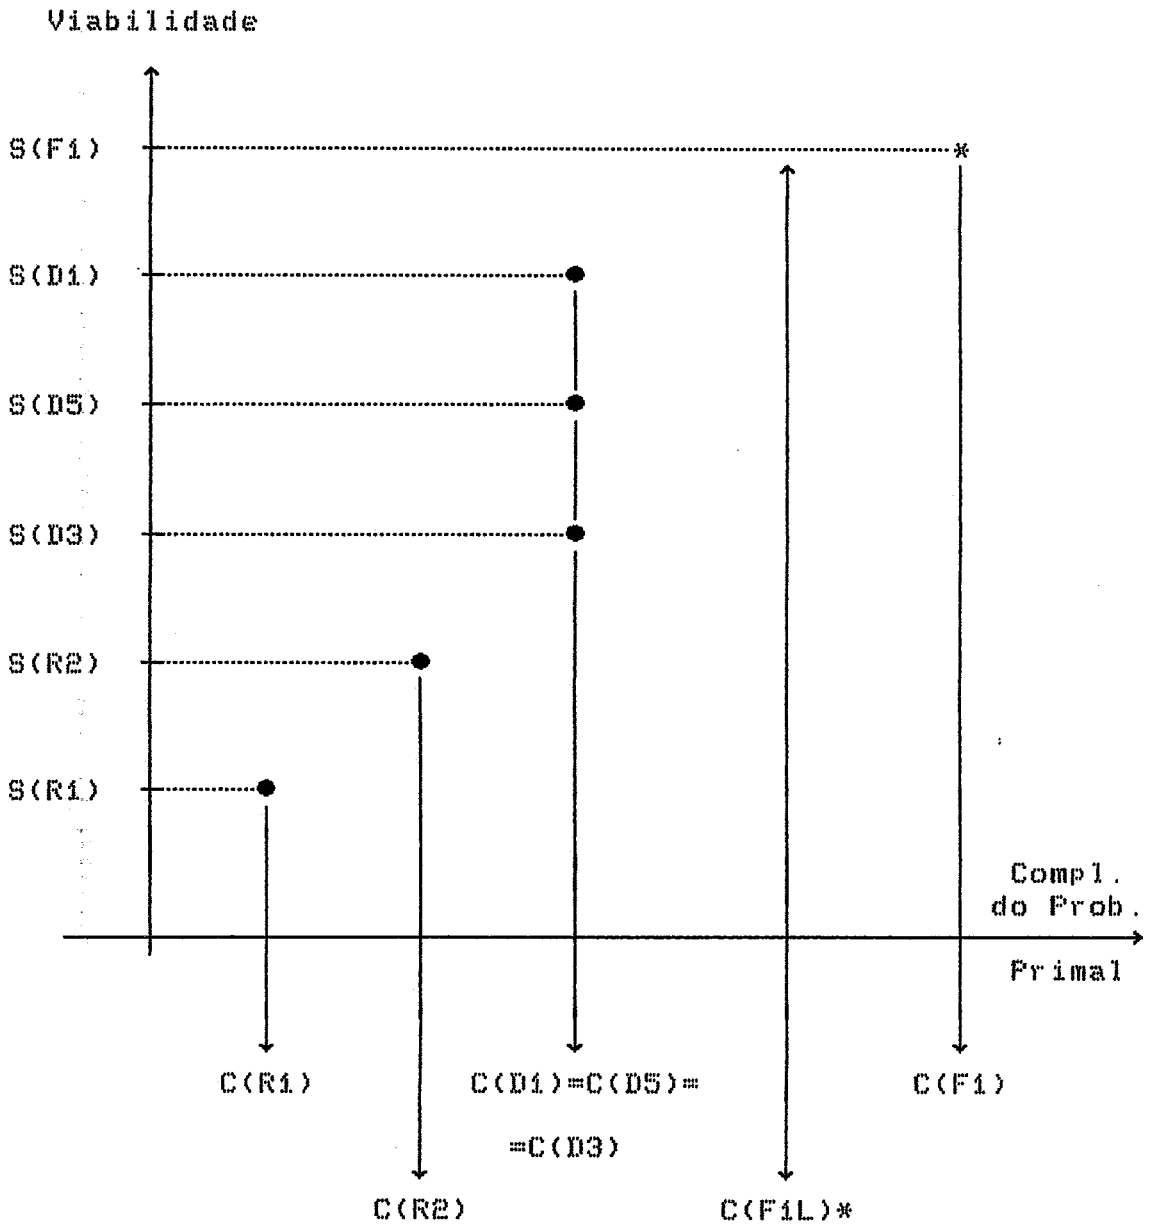 Viabilidade
S(F1)
*
S(D1)
S(D5)
S(D3)
S(R2)
S(R1)
Compl.
do Prob.
Primal
C(R1)
C(D1)=C(D5)=
C(F1)
=C(D3)
C(R2)
C(F1L)*